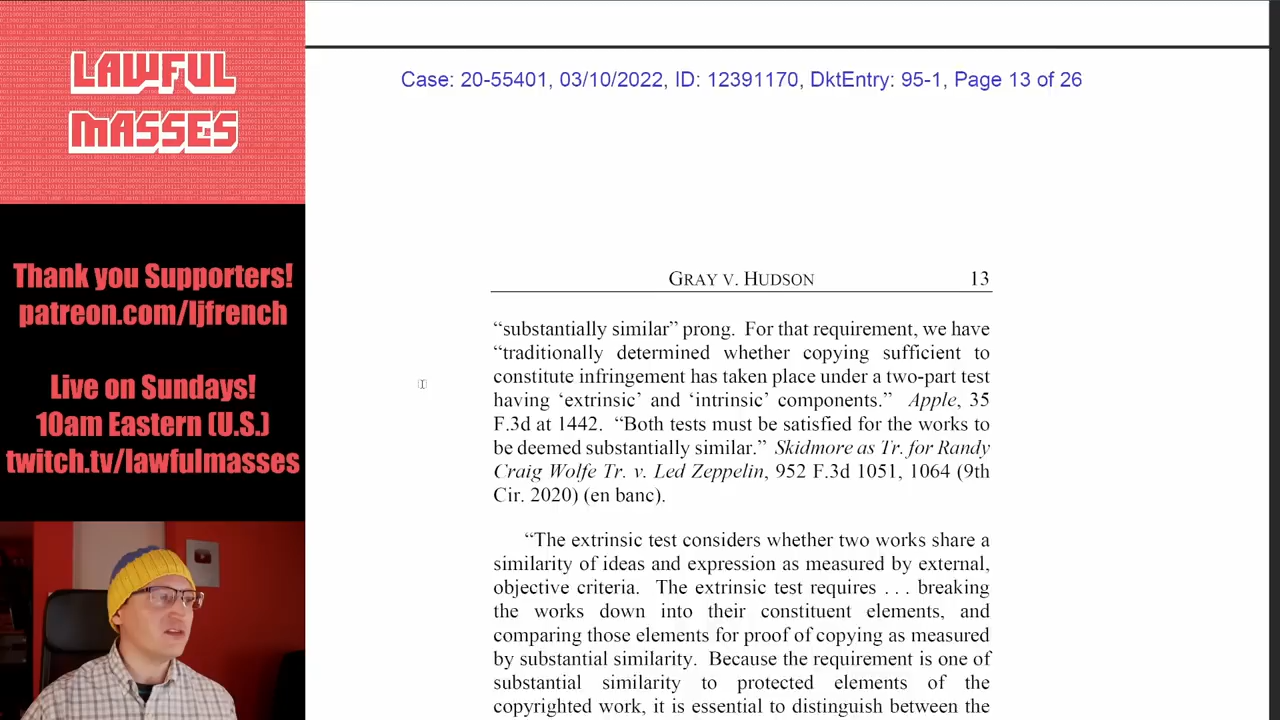 LAWFUL
MASSES
Thank you Supporters!
patreon.com/ljfrench
Live on Sundays!
10am Eastern (U.S.)
twitch.tv/lawfulmasses
Case: 20-55401, 03/10/2022, ID: 12391170, DktEntry: 95-1, Page 13 of 26
GRAY V. HUDSON 13
“substantially similar” prong. For that requirement, we have
“traditionally determined whether copying sufficient to
constitute infringement has taken place under a two-part test
having ‘extrinsic’ and ‘intrinsic’ components.” Apple, 35
F.3d at 1442. “Both tests must be satisfied for the works to
be deemed substantially similar.” Skidmore as Tr. for Randy
Craig Wolfe Tr. v. Led Zeppelin, 952 F.3d 1051, 1064 (9th
Cir. 2020) (en banc).
“The extrinsic test considers whether two works share a
similarity of ideas and expression as measured by external,
objective criteria. The extrinsic test requires . . . breaking
the works down into their constituent elements, and
comparing those elements for proof of copying as measured
by substantial similarity. Because the requirement is one of
substantial similarity to protected elements of the
copyrighted work, it is essential to distinguish between the